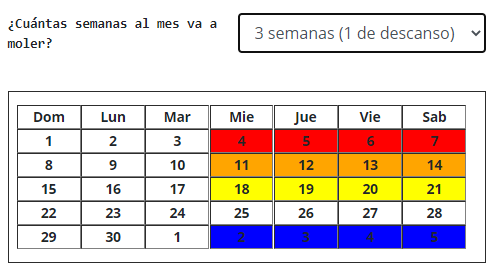 ¿Cuántas semanas al mes va a
moler?
3 semanas (1 de descanso)
Dom Lun Mar Mie Jue Vie Sab
1 2 3 4 5 6 7
8 9 10 11 12 13 14
15 16 17 18 19 20 21
22 23 24 25 26 27 28
29 30 1 2 3 4 5